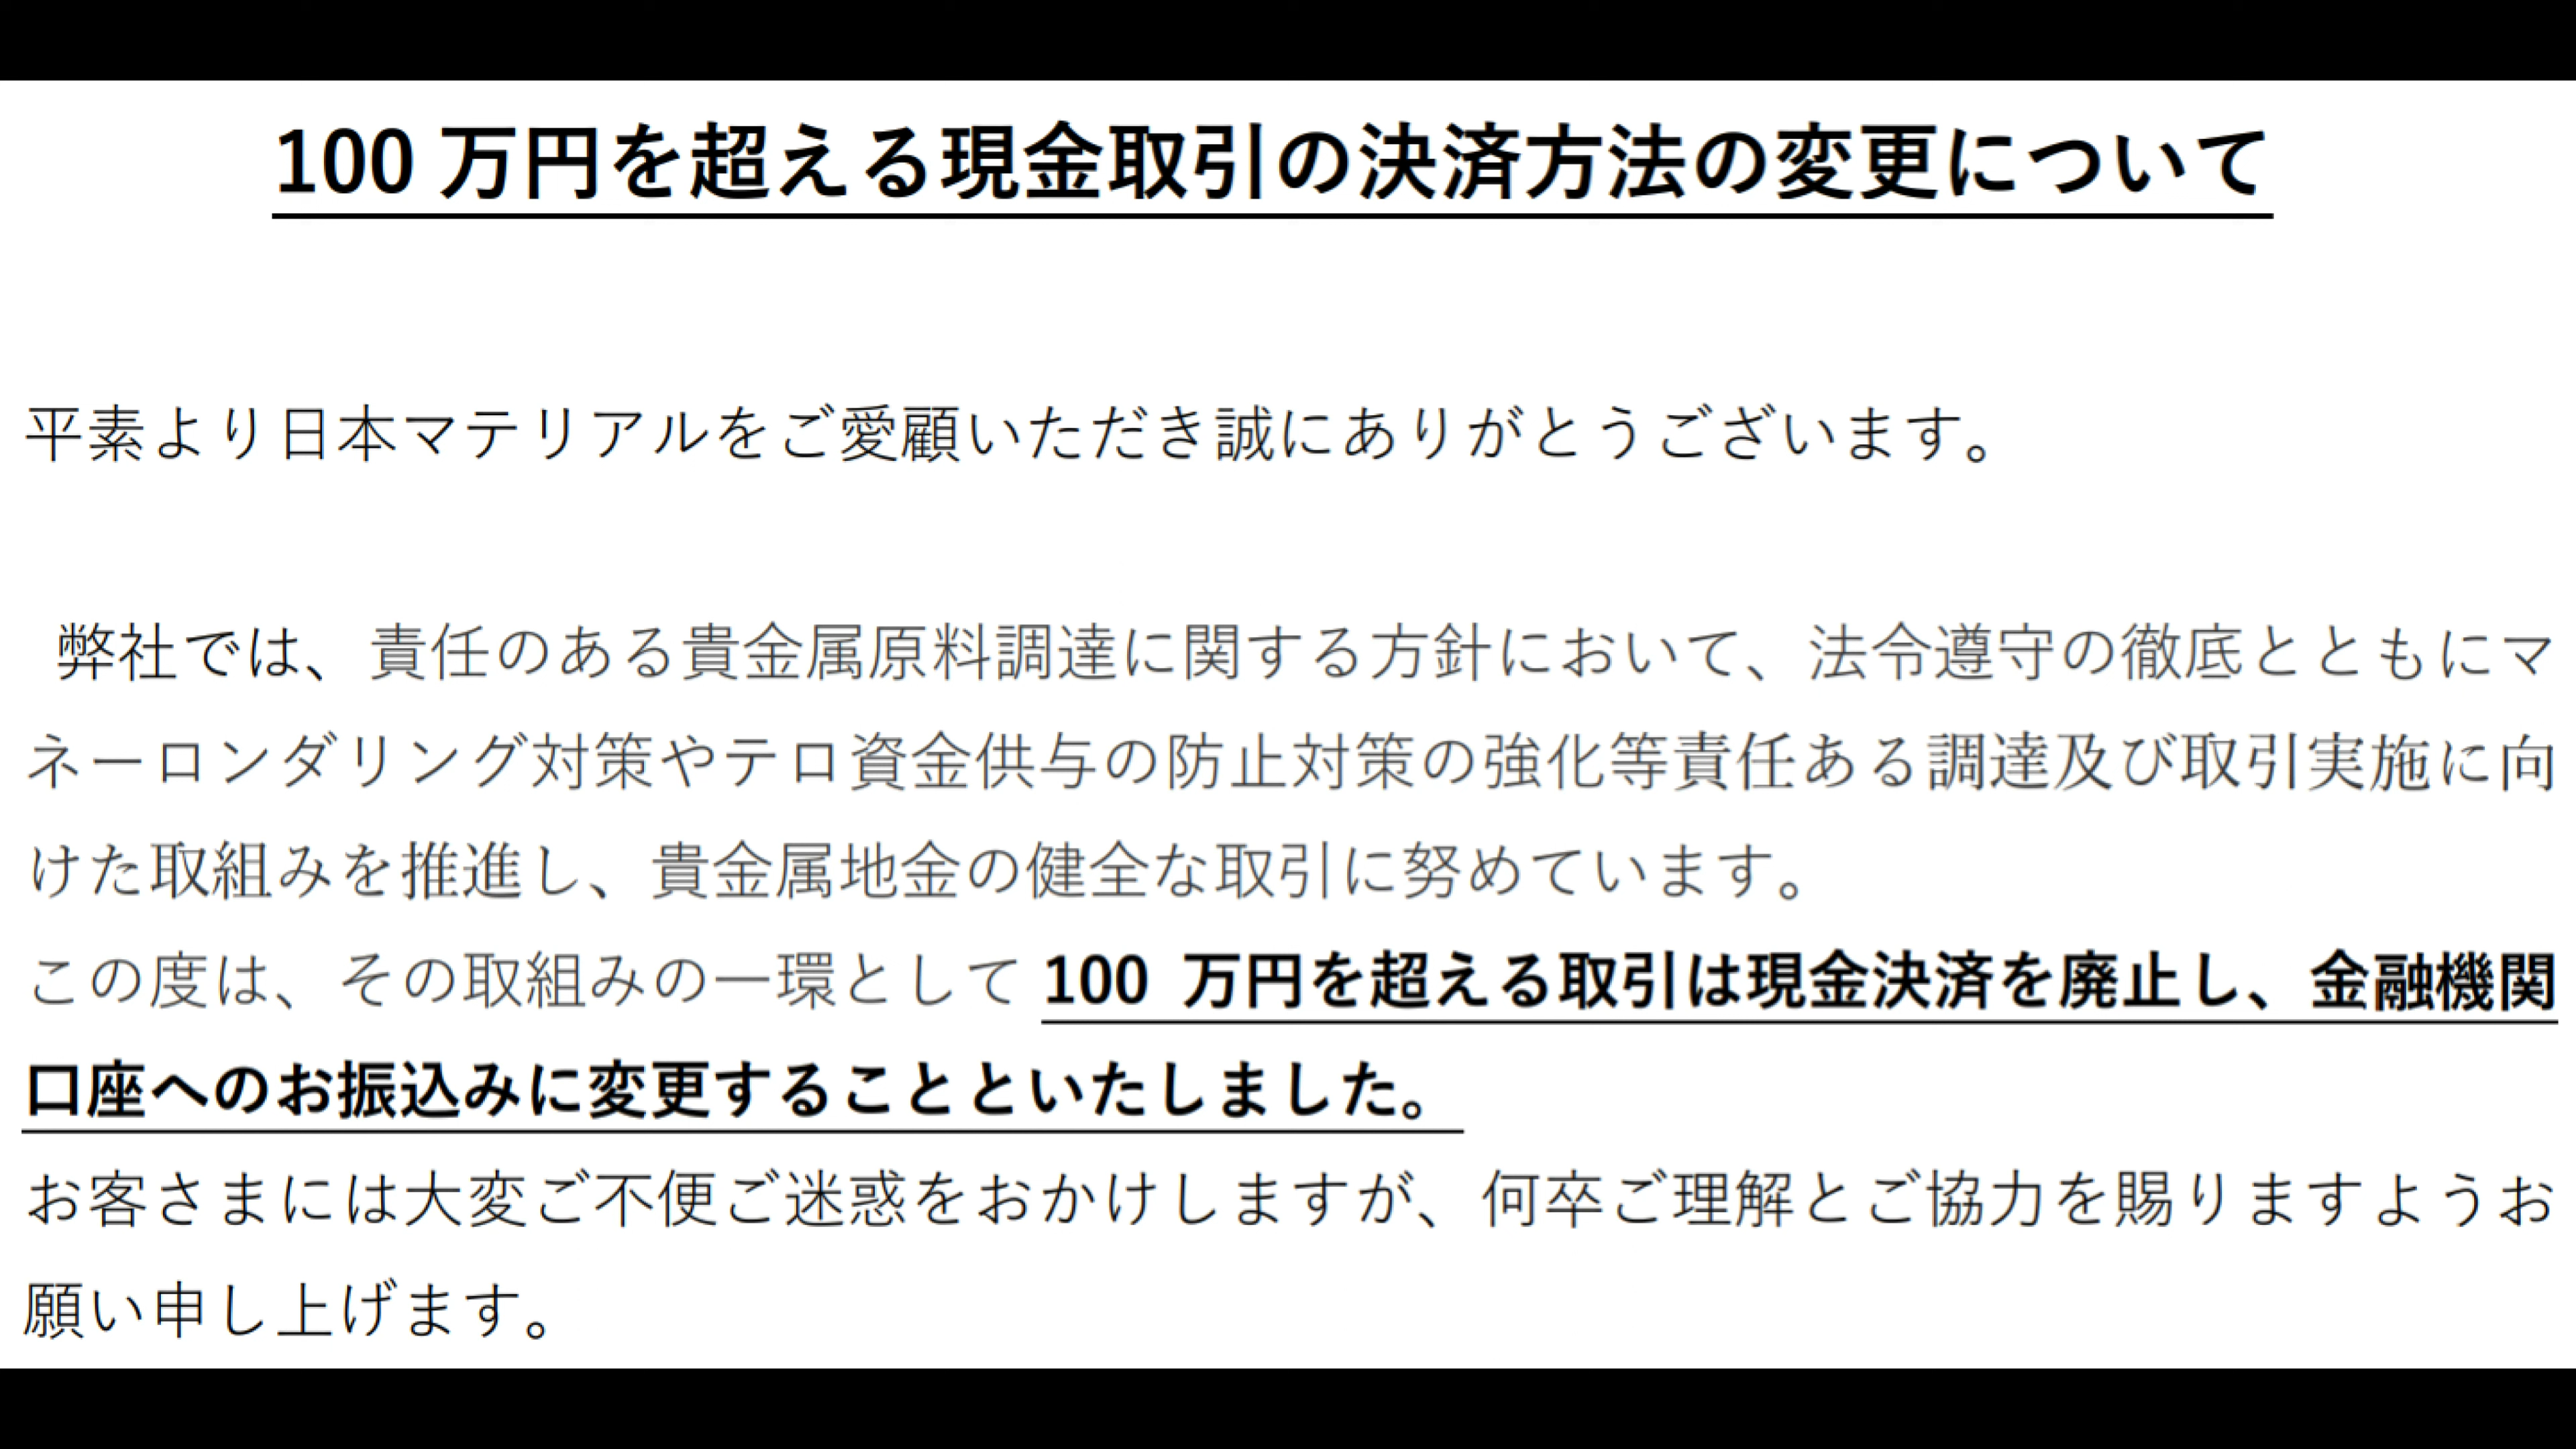 100 万円を超える現金取引の決済方法の変更について
平素より日本マテリアルをご愛顧いただき誠にありがとうございます。
弊社では、責任のある貴金属原料調達に関する方針において、法令遵守の徹底とともにマ
ネーロンダリング対策やテロ資金供与の防止対策の強化等責任ある調達及び取引実施に向
けた取組みを推進し、貴金属地金の健全な取引に努めています。
この度は、その取組みの一環として 100 万円を超える取引は現金決済を廃止し、金融機関
口座へのお振込みに変更することといたしました。
お客さまには大変ご不便ご迷惑をおかけしますが、何卒ご理解とご協力を賜りますようお
願い申し上げます。